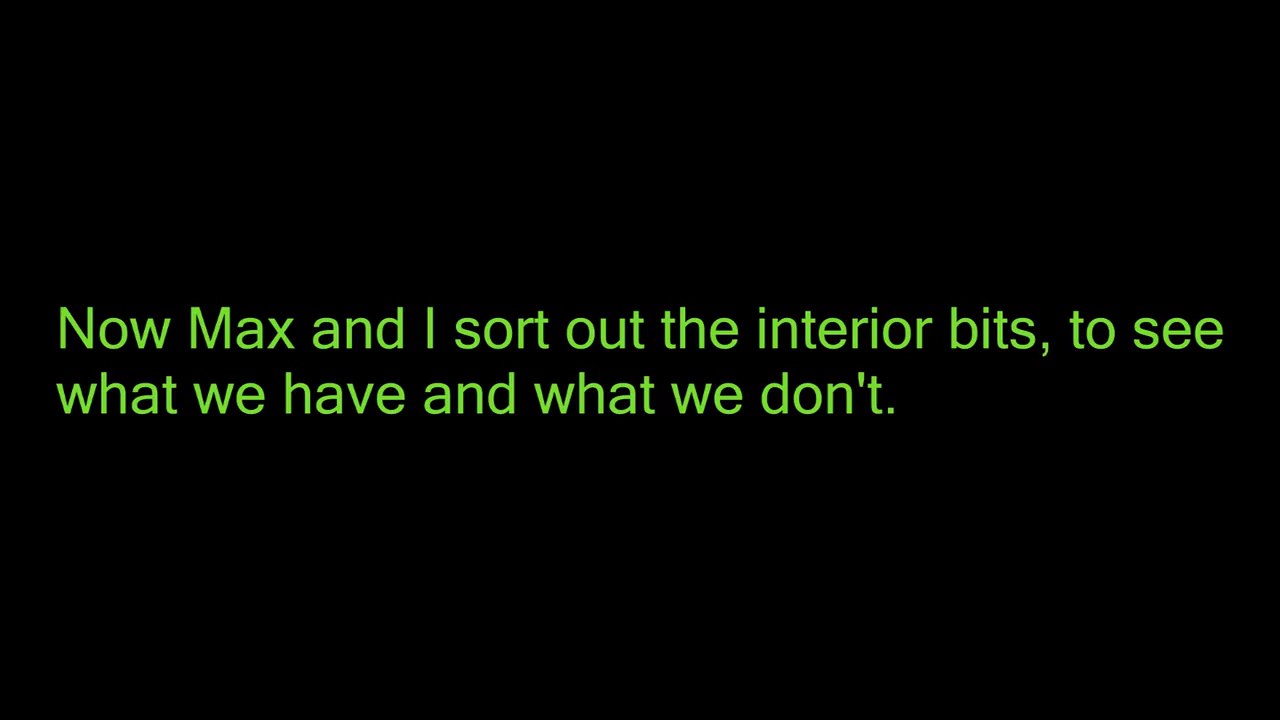 Now Max and I sort out the interior bits, to see
what we have and what we don't.